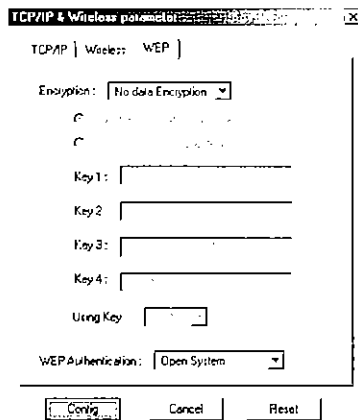 TCP/IP & Wireless parameter
TCP/IP Wireless WEP
Encryption : No data Encryption
Key 1 :
Key 2
Key 3 :
Key 4 :
Using Key
WEP Authentication : Open System
Config Cancel Reset